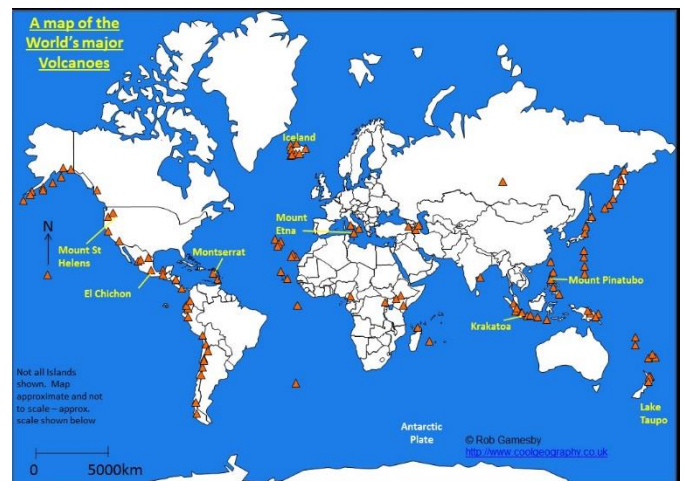 A map of the
World's major
Volcanoes
Iceland
Mount
Etna
N
Mount St
Helens
Montserrat
El Chichon
Mount Pinatubo
Krakatoa
Not all Islands
shown. Map
approximate and not
to scale – approx.
scale shown below
Lake
Taupo
Antarctic
Plate
© Rob Gamesby
http://www.coolgeography.co.uk
0 5000km